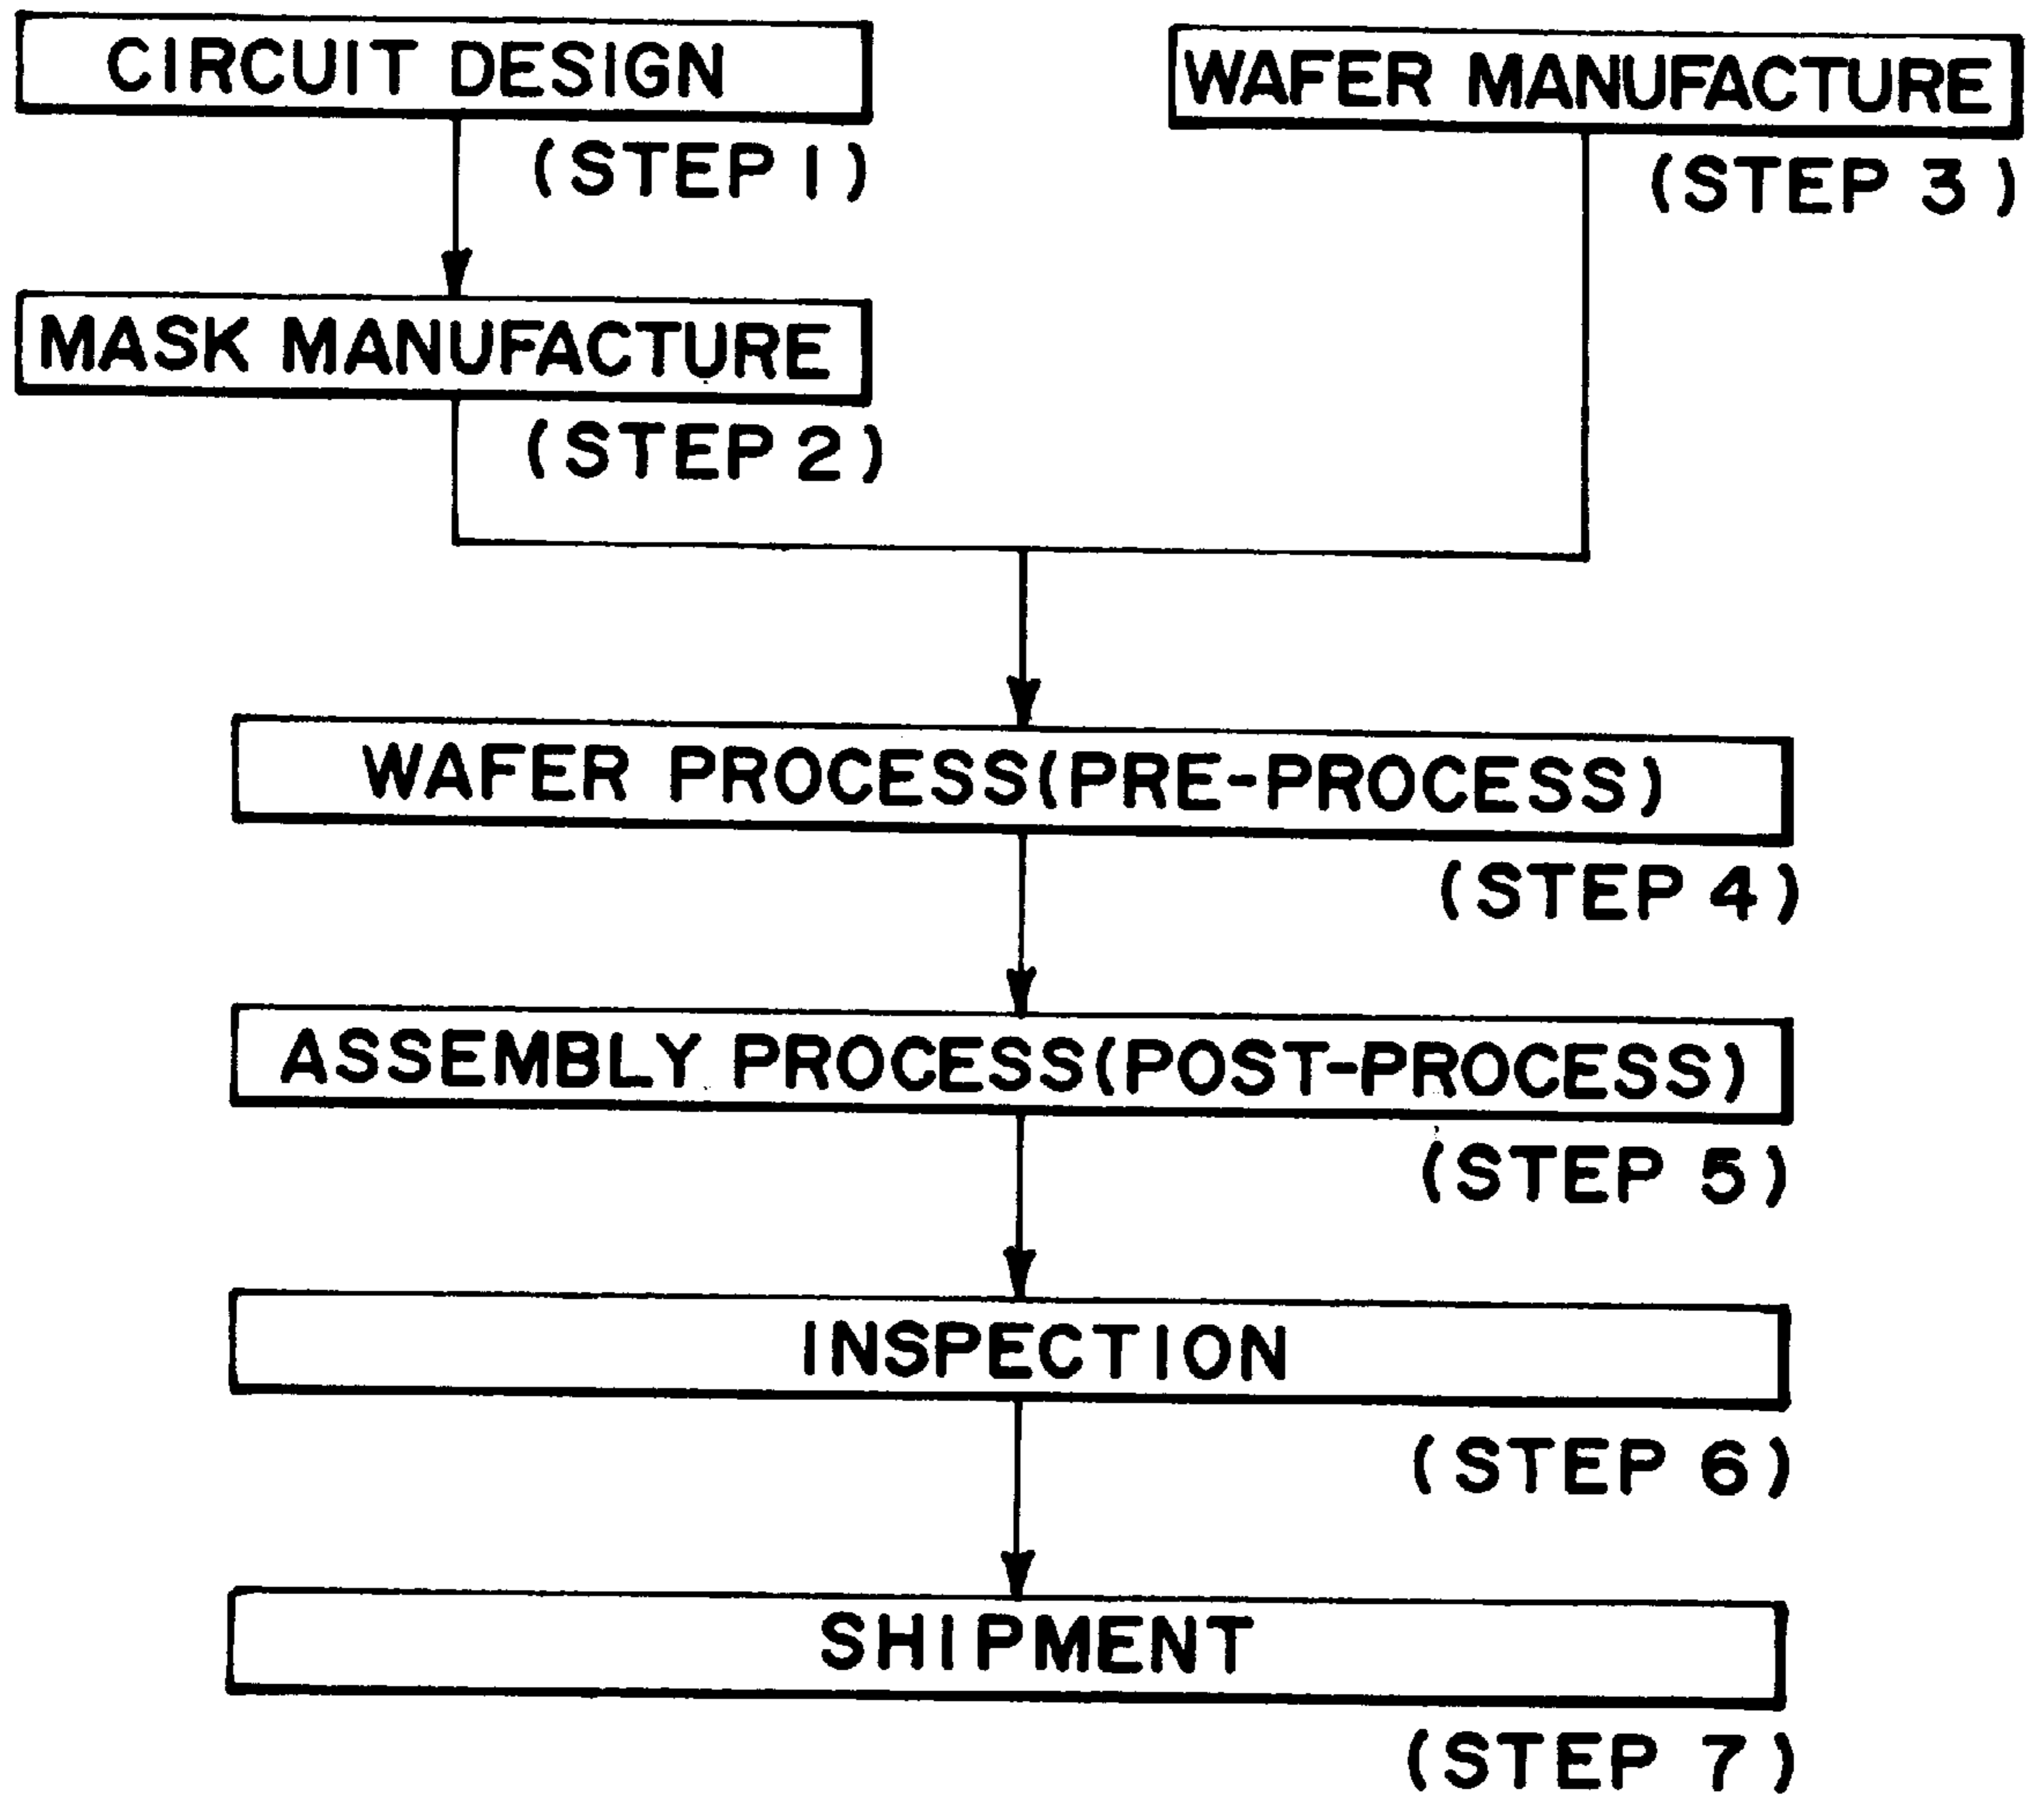 CIRCUIT DESIGN
(STEP 1)
WAFER MANUFACTURE
(STEP 3)
MASK MANUFACTURE
(STEP 2)
WAFER PROCESS(PRE-PROCESS)
(STEP 4)
ASSEMBLY PROCESS(POST-PROCESS)
(STEP 5)
INSPECTION
(STEP 6)
SHIPMENT
(STEP 7)